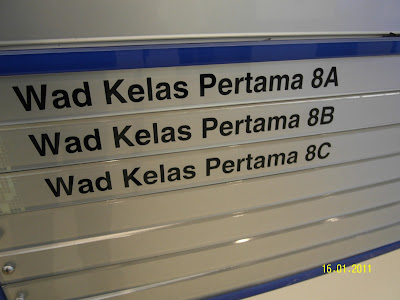 Wad Kelas Pertama 8A
Wad Kelas Pertama 8B
Wad Kelas Pertama 8C
16.01.2011